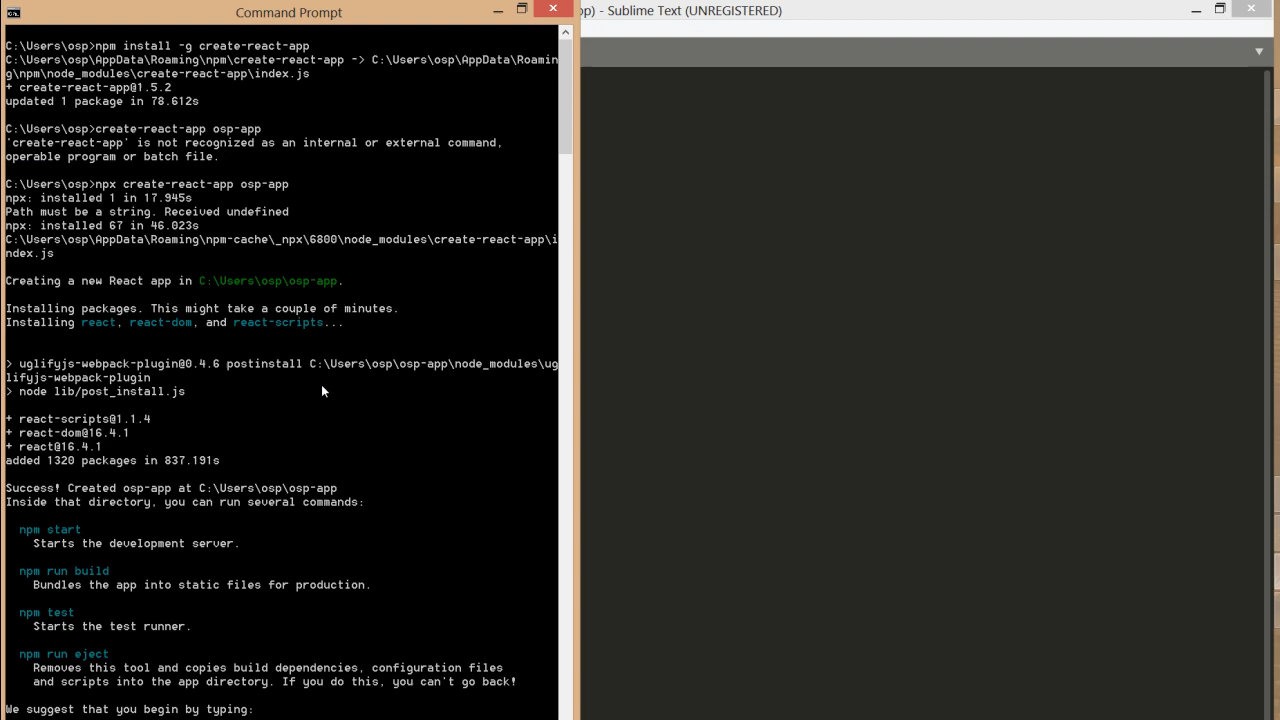 Command Prompt
pp) - Sublime Text (UNREGISTERED)
C:\Users\osp>npm install -g create-react-app
C:\Users\osp\AppData\Roaming\npm\create-react-app -> C:\Users\osp\AppData\Roamin
g\npm\node_modules\create-react-app\index.js
+ create-react-app@1.5.2
updated 1 package in 78.612s
C:\Users\osp>create-react-app osp-app
'create-react-app' is not recognized as an internal or external command,
operable program or batch file.
C:\Users\osp>npx create-react-app osp-app
npx: installed 1 in 17.945s
Path must be a string. Received undefined
npx: installed 67 in 46.023s
C:\Users\osp\AppData\Roaming\npm-cache\_npx\6800\node_modules\create-react-app\i
ndex.js
Creating a new React app in C:\Users\osp\osp-app.
Installing packages. This might take a couple of minutes.
Installing react, react-dom, and react-scripts...
> uglifyjs-webpack-plugin@0.4.6 postinstall C:\Users\osp\osp-app\node_modules\ug
lifyjs-webpack-plugin
> node lib/post_install.js
+ react-scripts@1.1.4
+ react-dom@16.4.1
+ react@16.4.1
added 1320 packages in 837.191s
Success! Created osp-app at C:\Users\osp\osp-app
Inside that directory, you can run several commands:
npm start
Starts the development server.
npm run build
Bundles the app into static files for production.
npm test
Starts the test runner.
npm run eject
Removes this tool and copies build dependencies, configuration files
and scripts into the app directory. If you do this, you can't go back!
We suggest that you begin by typing: